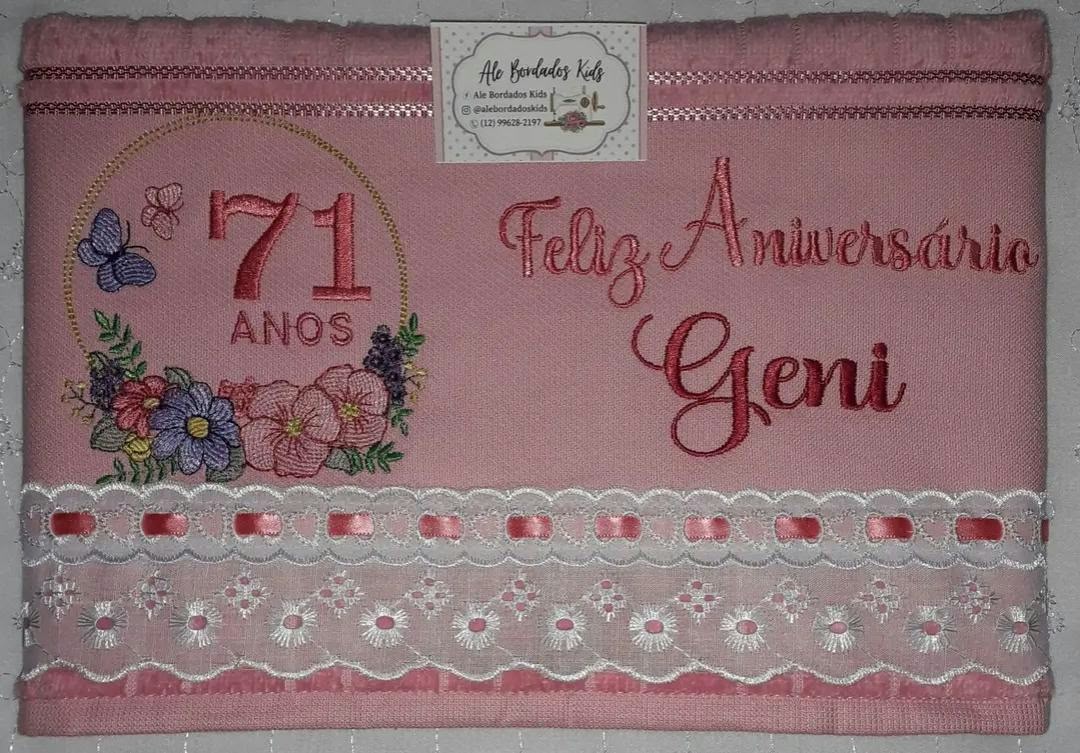 Ale Bordados Kids
Ale Bordados Kids
@alebordadoskids
(12) 99628-2197
71
ANOS
Feliz Aniversário
Geni